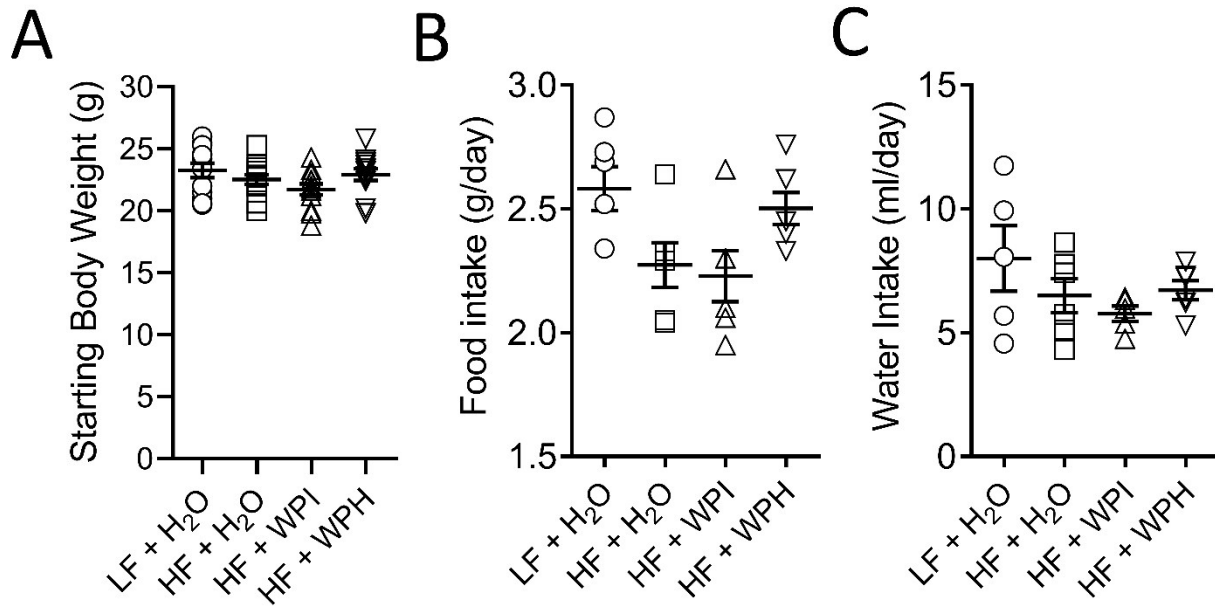 A
Starting Body Weight (g)
30
25
20
15
10
5
0
LF + H₂O
HF + H₂O
HF + WPI
HF + WPH
B
Food intake (g/day)
3.0
2.5
2.0
1.5
LF + H₂O
HF + H₂O
HF + WPI
HF + WPH
C
Water Intake (ml/day)
15
10
5
0
LF + H₂O
HF + H₂O
HF + WPI
HF + WPH